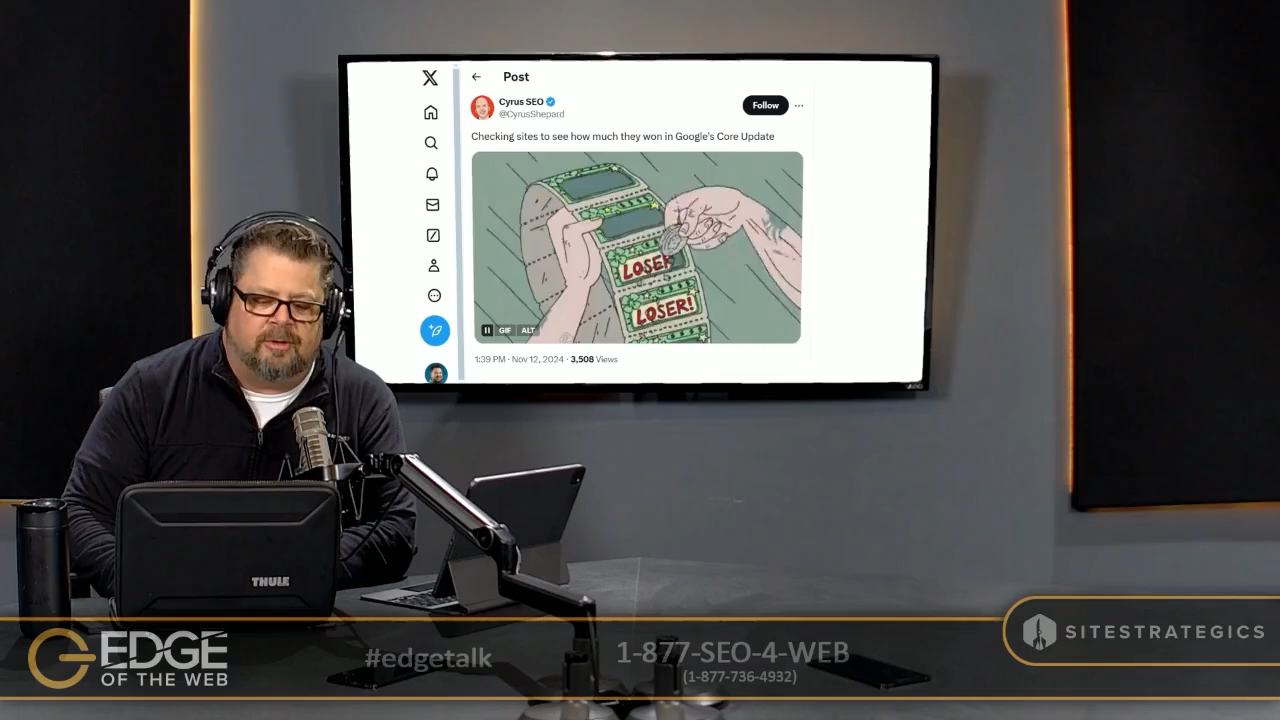 Post
Cyrus SEO
@CyrusShepard
Follow
Checking sites to see how much they won in Google's Core Update
LOSER
LOSER!
GIF ALT
1:39 PM · Nov 12, 2024 · 3,508 Views
THULE
EDGE
OF THE WEB
#edgetalk
1-877-SEO-4-WEB
(1-877-736-4932)
SITESTRATEGICS